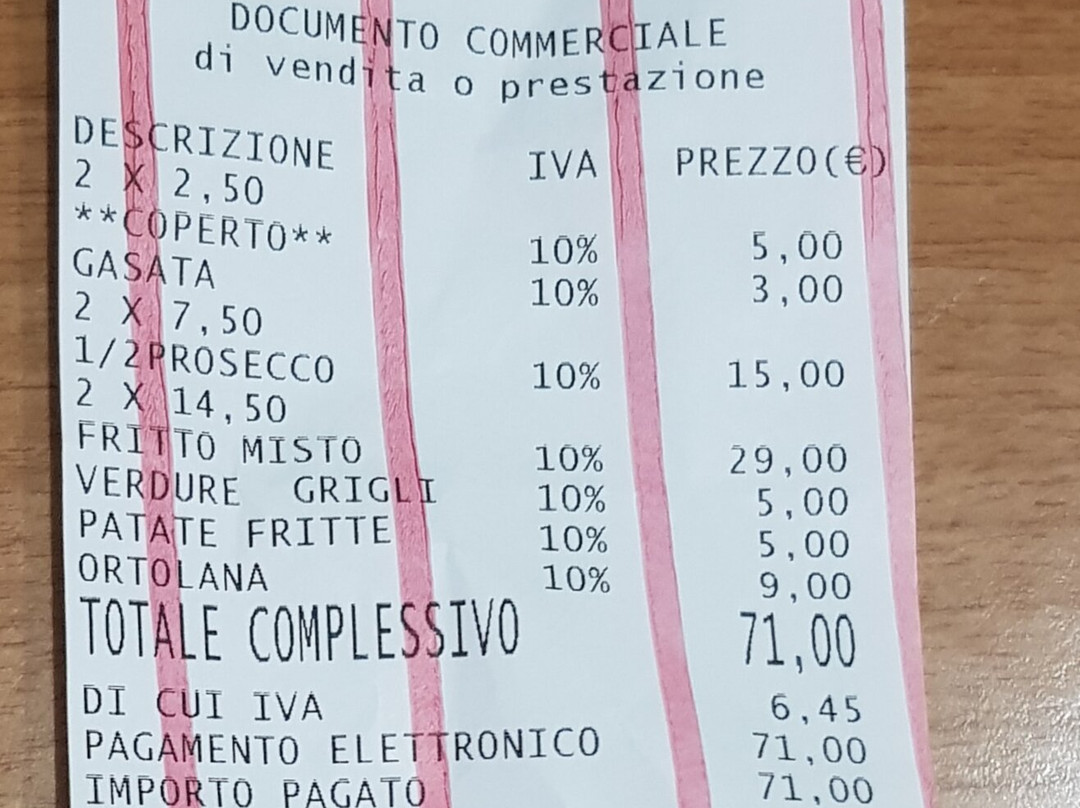 DOCUMENTO COMMERCIALE
di vendita o prestazione
DESCRIZIONE IVA PREZZO(€)
2 X 2,50
**COPERTO** 10% 5,00
GASATA 10% 3,00
2 X 7,50
1/2PROSECCO 10% 15,00
2 X 14,50
FRITTO MISTO 10% 29,00
VERDURE GRIGLI 10% 5,00
PATATE FRITTE 10% 5,00
ORTOLANA 10% 9,00
TOTALE COMPLESSIVO 71,00
DI CUI IVA 6,45
PAGAMENTO ELETTRONICO 71,00
IMPORTO PAGATO 71,00